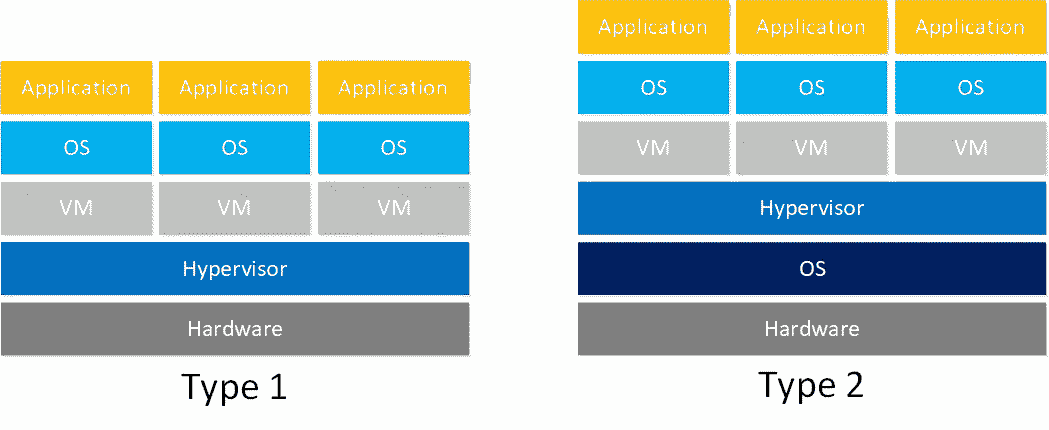 Application Application Application
OS OS OS
VM VM VM
Hypervisor
Hardware
Type 1
Application Application Application
OS OS OS
VM VM VM
Hypervisor
OS
Hardware
Type 2